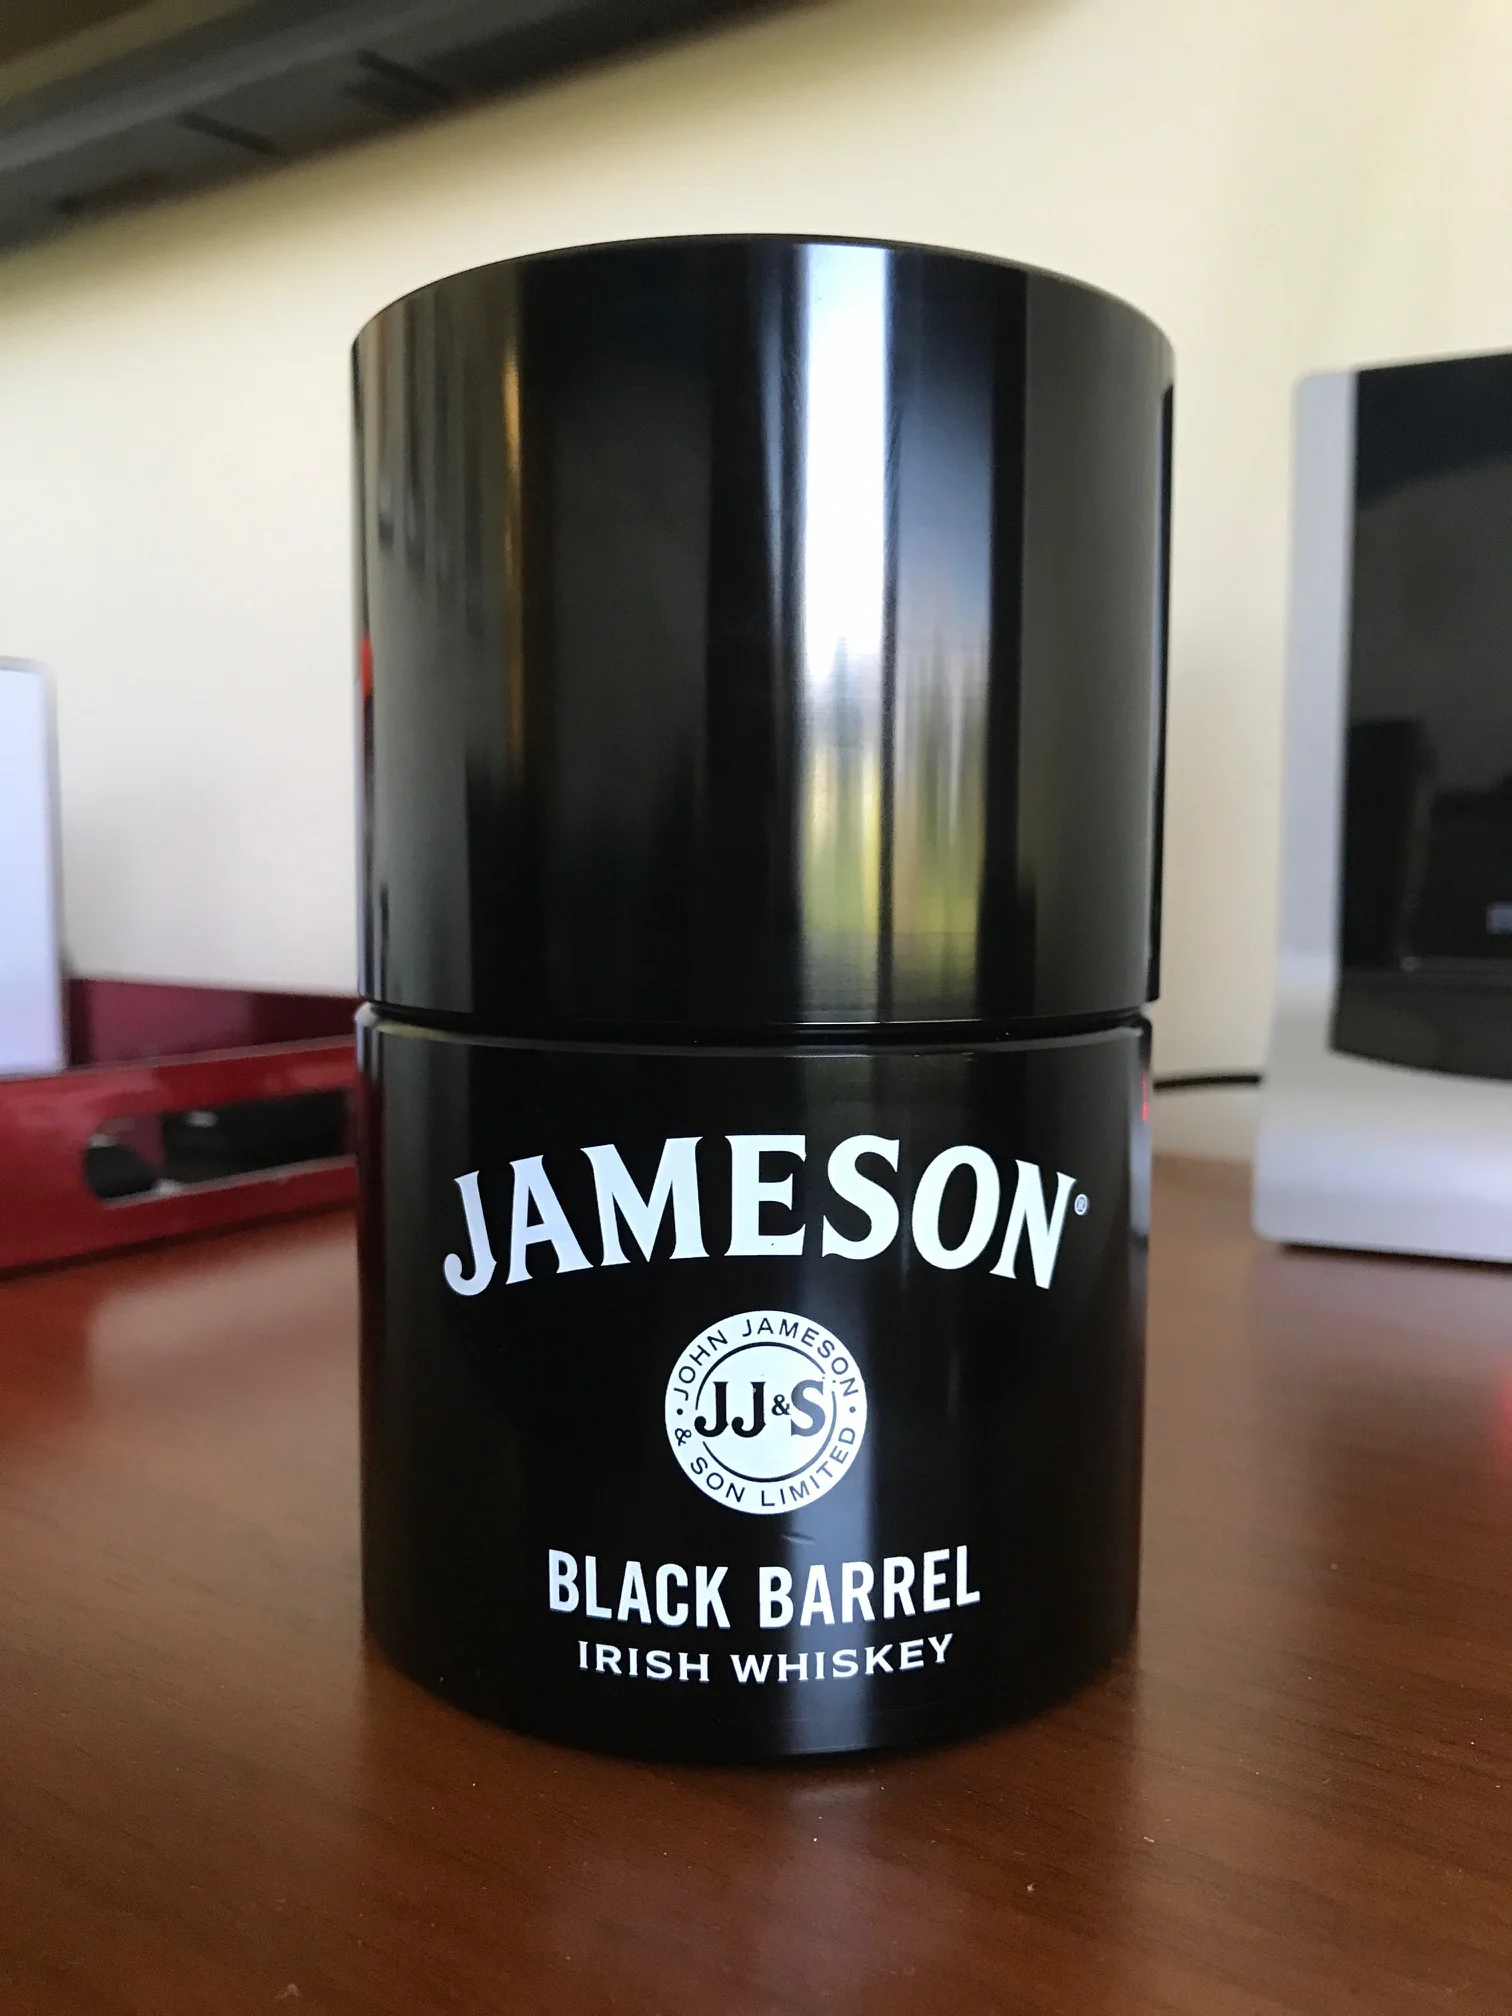 JAMESON®
JOHN JAMESON
JJ&S
& SON LIMITED
BLACK BARREL
IRISH WHISKEY